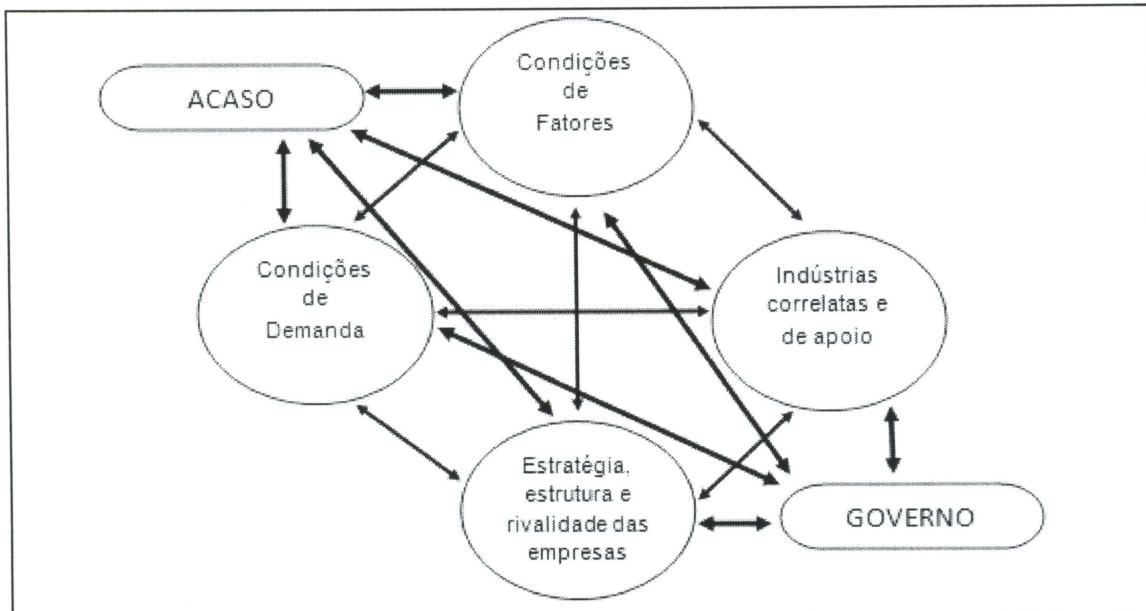 Condições
de
Fatores
ACASO
Condições
de
Demanda
Indústrias
correlatas e
de apoio
Estratégia,
estrutura e
rivalidade das
empresas
GOVERNO